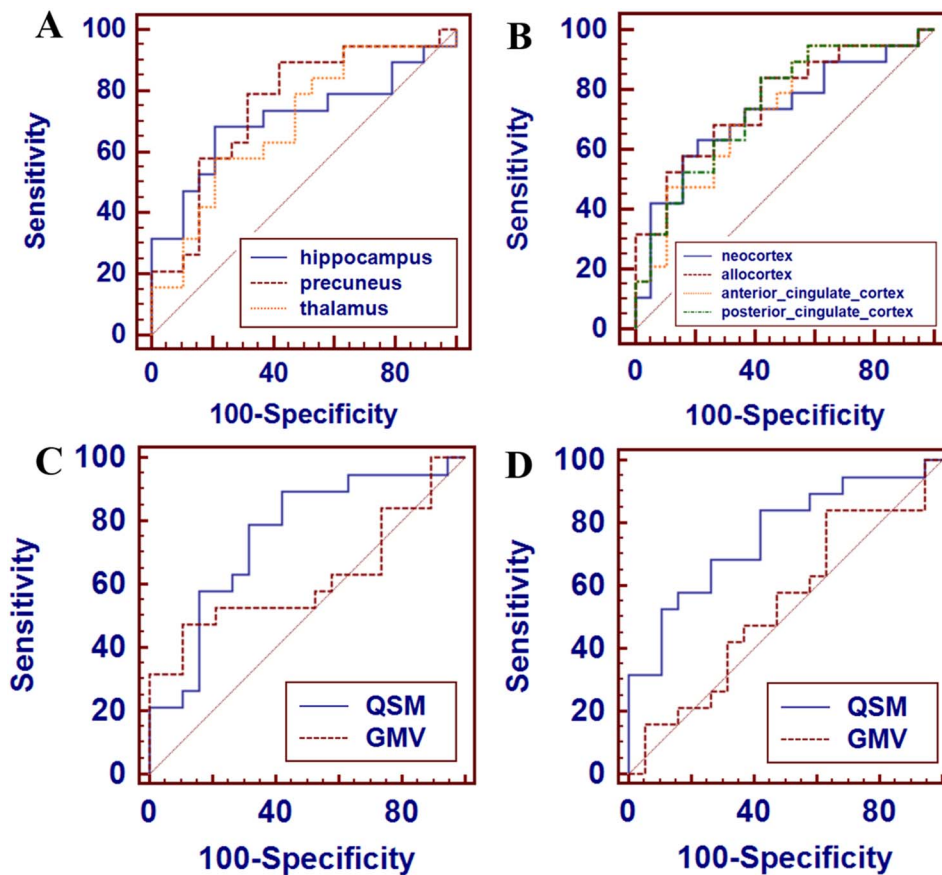 A
Sensitivity
100
80
60
40
20
0
hippocampus
precuneus
thalamus
0 40 80
100-Specificity
B
Sensitivity
100
80
60
40
20
0
neocortex
allocortex
anterior_cingulate_cortex
posterior_cingulate_cortex
0 40 80
100-Specificity
C
Sensitivity
100
80
60
40
20
0
QSM
GMV
0 40 80
100-Specificity
D
Sensitivity
100
80
60
40
20
0
QSM
GMV
0 40 80
100-Specificity